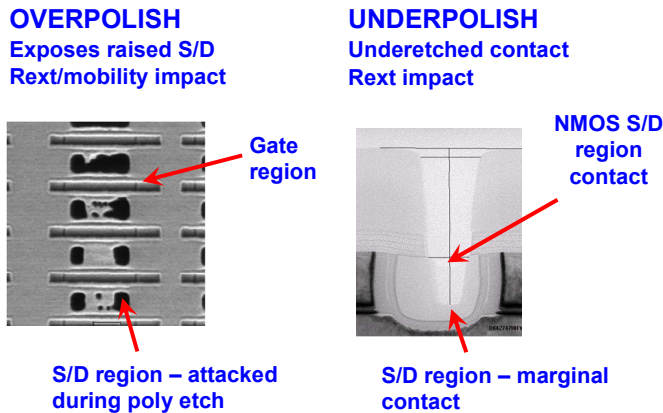 OVERPOLISH
Exposes raised S/D
Rext/mobility impact
UNDERPOLISH
Underetched contact
Rext impact
Gate
region
NMOS S/D
region
contact
S/D region – attacked
during poly etch
S/D region – marginal
contact